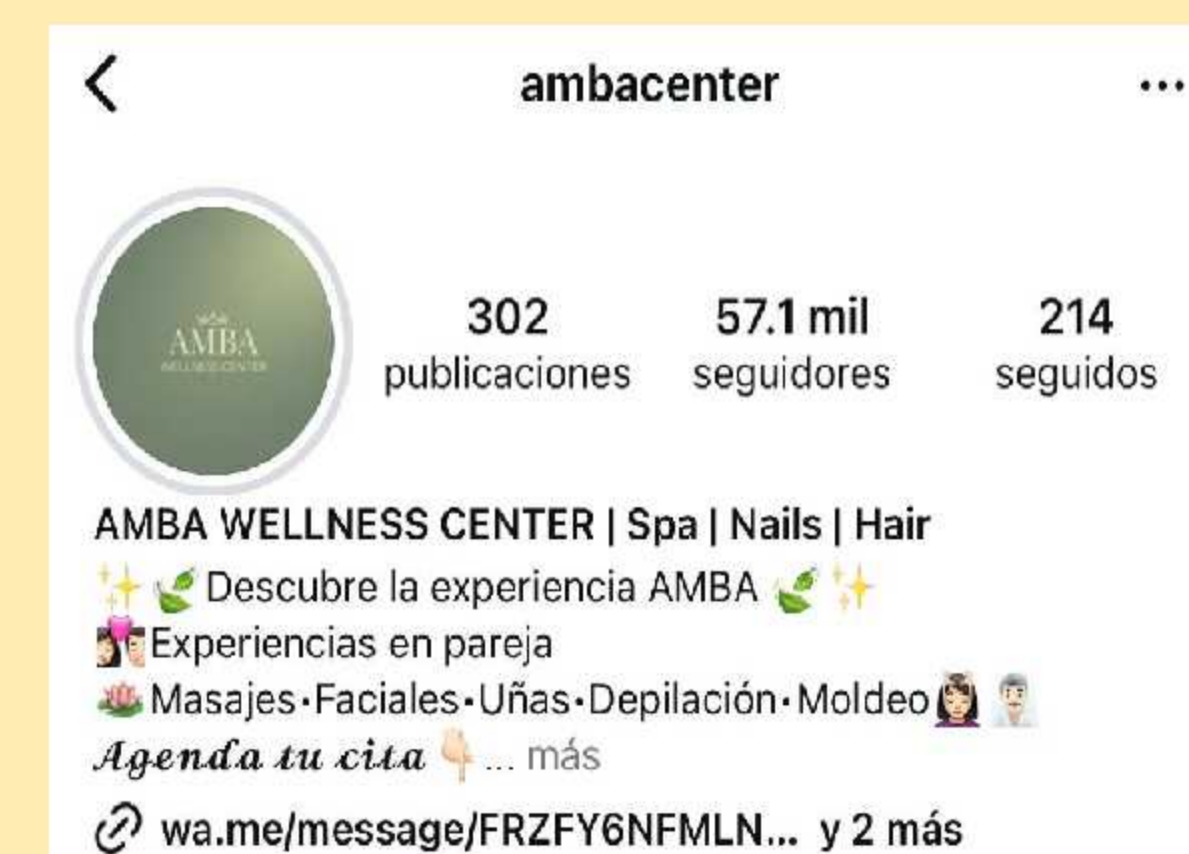 ambacenter
...
AMBA
WELLNESS CENTER
302 57.1 mil 214
publicaciones seguidores seguidos
AMBA WELLNESS CENTER | Spa | Nails | Hair
✨🍃 Descubre la experiencia AMBA 🍃✨
👩‍❤️‍👨Experiencias en pareja
🪷Masajes•Faciales•Uñas•Depilación•Moldeo💆🏻‍♀️👨🏻‍🦳
𝓐𝓰𝓮𝓷𝓭𝓪 𝓽𝓾 𝓬𝓲𝓽𝓪 👇🏻... más
wa.me/message/FRZFY6NFMLN... y 2 más